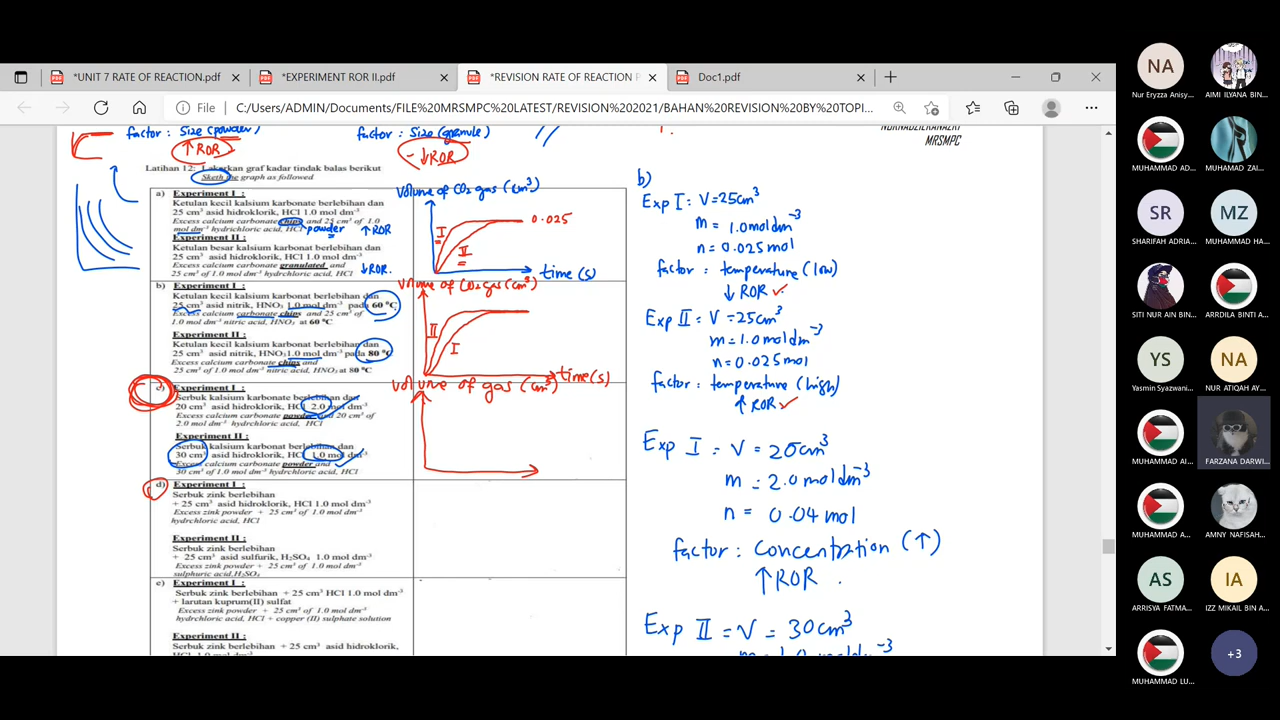 *UNIT 7 RATE OF REACTION.pdf
*EXPERIMENT ROR II.pdf
*REVISION RATE OF REACTION P
Doc1.pdf
File
C:/Users/ADMIN/Documents/FILE%20MRSMPC%20LATEST/REVISION%202021/BAHAN%20REVISION%20BY%20TOPI...
factor : Size (powder)
↑ ROR
factor : Size (granule)
↓ ROR
MRSMPC
Latihan 12: Lakarkan graf kadar tindak balas berikut
Sketh the graph as followed
a) Experiment I :
Ketulan kecil kalsium karbonate berlebihan dan
25 cm³ asid hidroklorik, HCl 1.0 mol dm⁻³
Excess calcium carbonate chips and 25 cm³ of 1.0
mol dm⁻³ hydrchloric acid, HCl
powder ↑ ROR
Experiment II
Ketulan besar kalsium karbonat berlebihan dan
25 cm³ asid hidroklorik, HCl 1.0 mol dm⁻³
Excess calcium carbonate granulated and
25 cm³ of 1.0 mol dm⁻³ hydrchloric acid, HCl
↓ ROR.
Volume of CO₂ gas (cm³)
0.025
I
II
time (s)
b) Experiment I :
Ketulan kecil kalsium karbonat berlebihan dan
25 cm³ asid nitrik, HNO₃ 1.0 mol dm⁻³ pada 60 °C
Excess calcium carbonate chips and 25 cm³ of
1.0 mol dm⁻³ nitric acid, HNO₃ at 60 °C
Experiment II :
Ketulan kecil kalsium karbonat berlebihan dan
25 cm³ asid nitrik, HNO₃ 1.0 mol dm⁻³ pada 80 °C
Excess calcium carbonate chips and
25 cm³ of 1.0 mol dm⁻³ nitric acid, HNO₃ at 80 °C
Volume of CO₂ gas (cm³)
II
I
time (s)
c) Experiment I :
Serbuk kalsium karbonat berlebihan dan
20 cm³ asid hidroklorik, HCl 2.0 mol dm⁻³
Excess calcium carbonate powder and 20 cm³ of
2.0 mol dm⁻³ hydrchloric acid, HCl
Experiment II :
Serbuk kalsium karbonat berlebihan dan
30 cm³ asid hidroklorik, HCl 1.0 mol dm⁻³
Excess calcium carbonate powder and
30 cm³ of 1.0 mol dm⁻³ hydrchloric acid, HCl
Volume of gas (cm³)
d) Experiment I :
Serbuk zink berlebihan
+ 25 cm³ asid hidroklorik, HCl 1.0 mol dm⁻³
Excess zink powder + 25 cm³ of 1.0 mol dm⁻³
hydrchloric acid, HCl
Experiment II :
Serbuk zink berlebihan
+ 25 cm³ asid sulfurik, H₂SO₄ 1.0 mol dm⁻³
Excess zink powder + 25 cm³ of 1.0 mol dm⁻³
sulphuric acid,H₂SO₄
e) Experiment I :
Serbuk zink berlebihan + 25 cm³ HCl 1.0 mol dm⁻³
+ larutan kuprum(II) sulfat
Excess zink powder + 25 cm³ of 1.0 mol dm⁻³
hydrochloric acid, HCl + copper (II) sulphate solution
Experiment II :
Serbuk zink berlebihan + 25 cm³ asid hidroklorik,
b)
Exp I : V = 25cm³
m = 1.0 mol dm⁻³
n = 0.025 mol
factor : temperature (low)
↓ ROR ✓
Exp II : V = 25cm³
m = 1.0 mol dm⁻³
n = 0.025 mol
factor : temperature (high)
↑ ROR ✓
Exp I = V = 20cm³
m = 2.0 mol dm⁻³
n = 0.04 mol
factor : Concentration (↑)
↑ ROR .
Exp II = V = 30cm³
NA
Nur Eryzza Anisy...
AIMI ILYANA BIN...
MUHAMMAD AD...
MUHAMAD ZAI...
SR
SHARIFAH ADRIA...
MZ
MUHAMMAD HA...
SITI NUR AIN BIN...
ARRDILA BINTI A...
YS
Yasmin Syazwani...
NA
NUR ATIQAH AY...
MUHAMMAD AI...
FARZANA DARWI...
MUHAMMAD A...
AMNY NAFISAH...
AS
ARRISYA FATMA...
IA
IZZ MIKAIL BIN A...
MUHAMMAD LU...
+3